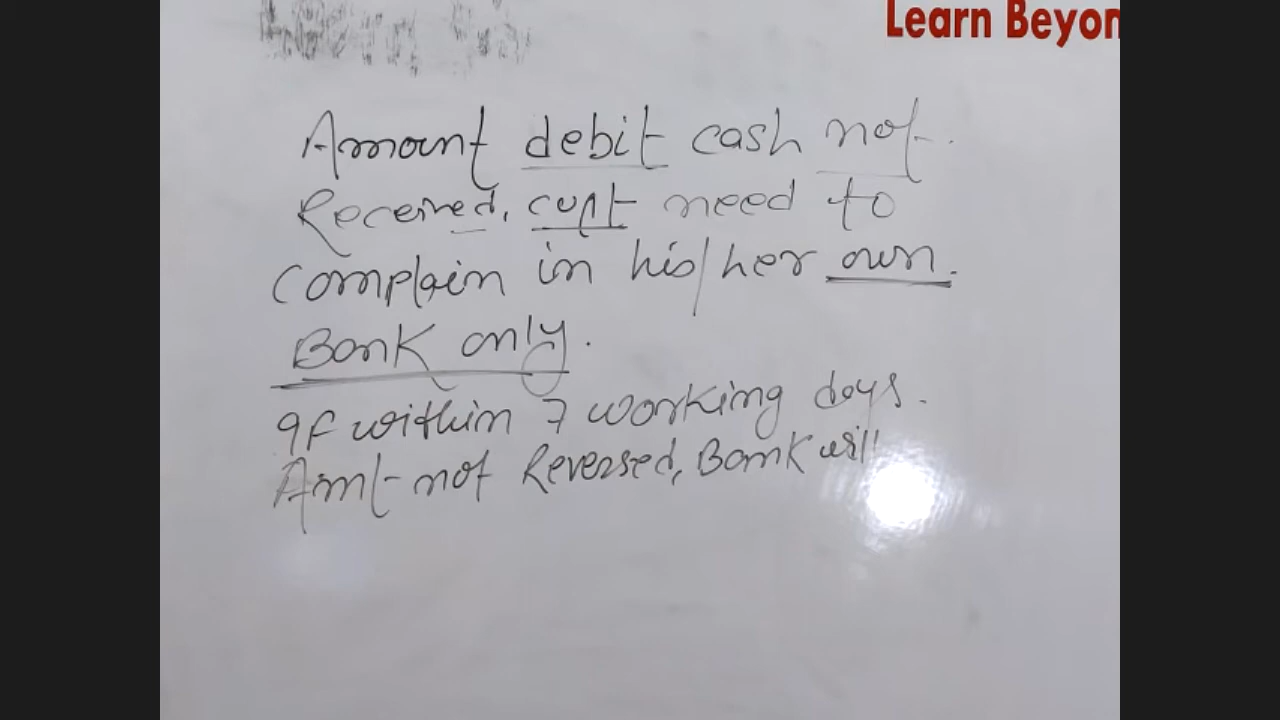 Learn Beyon
Amount debit cash not.
Received, cust need to
complain in his/her own.
Bank only.
If within 7 working days.
Amt not Reversed, Bank will